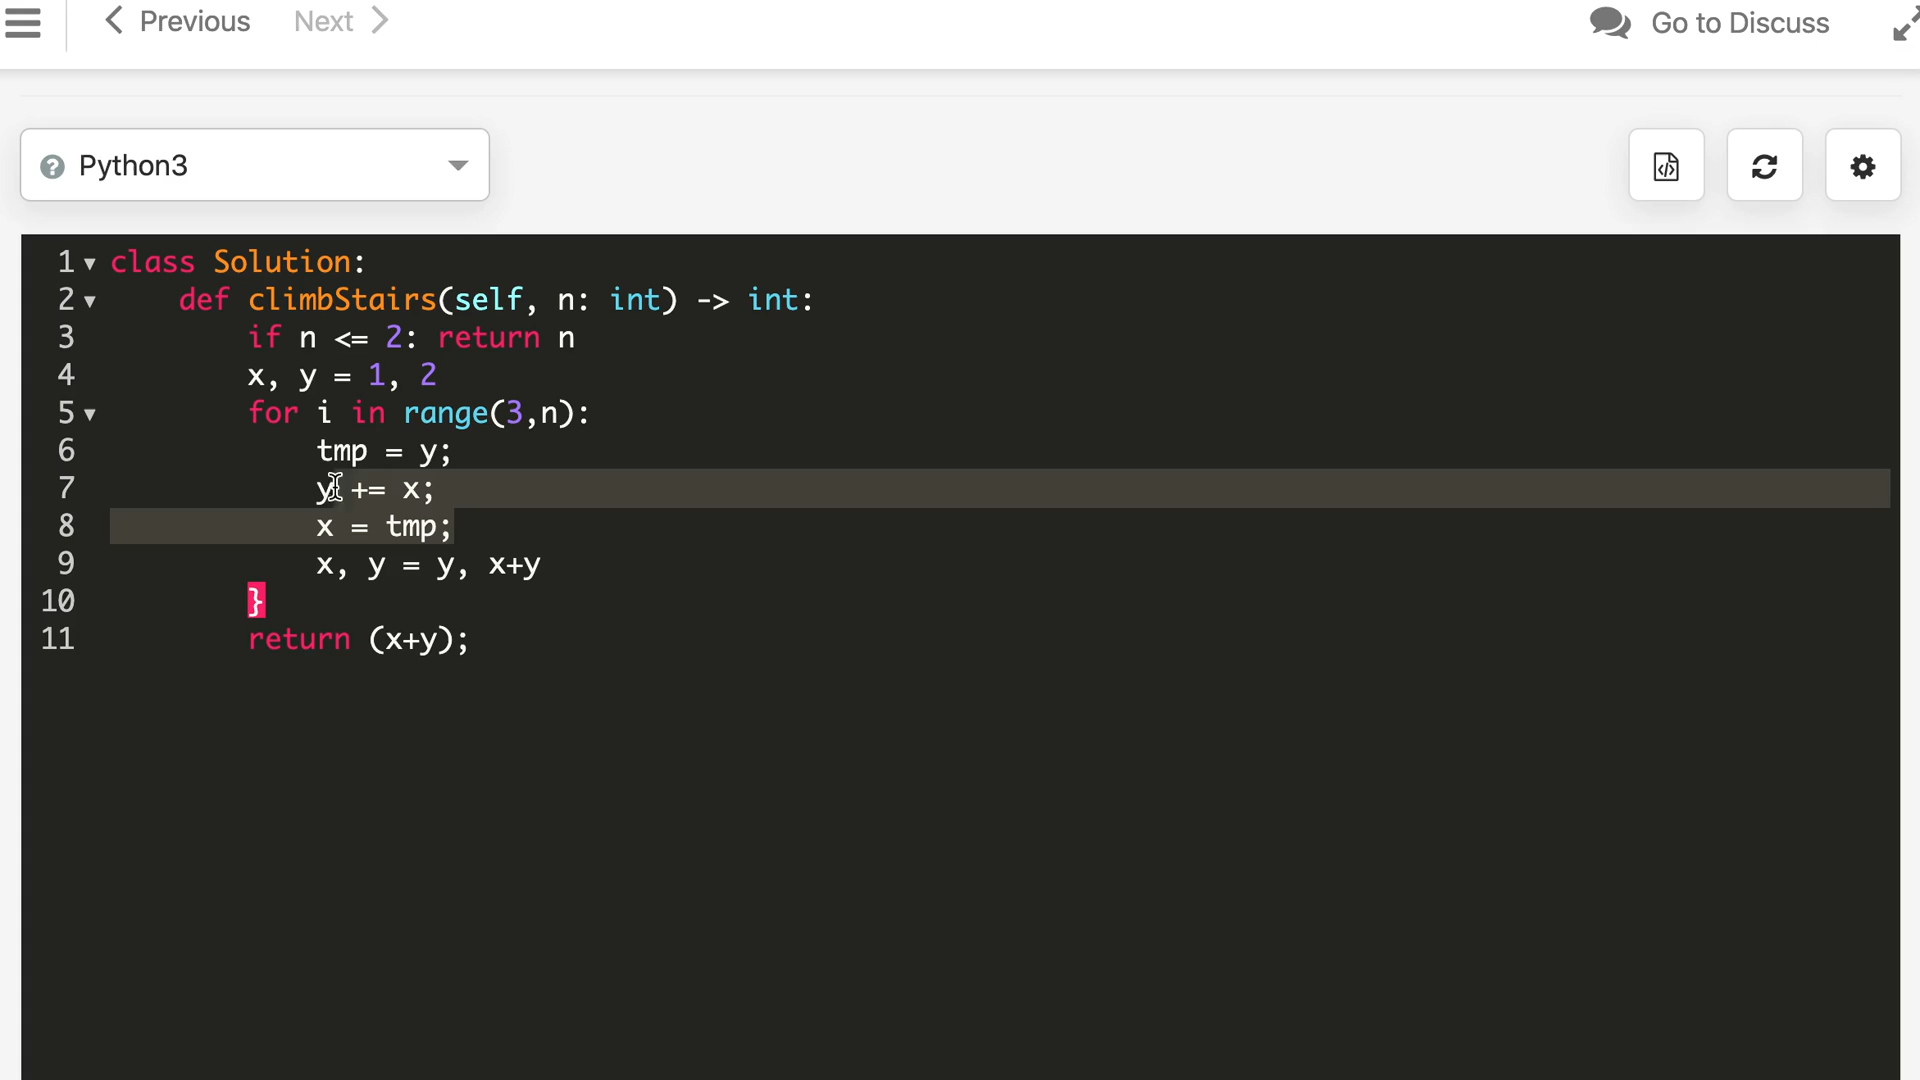 Previous Next Go to Discuss
Python3
1 class Solution:
2 def climbStairs(self, n: int) -> int:
3 if n <= 2: return n
4 x, y = 1, 2
5 for i in range(3,n):
6 tmp = y;
7 y += x;
8 x = tmp;
9 x, y = y, x+y
10 }
11 return (x+y);